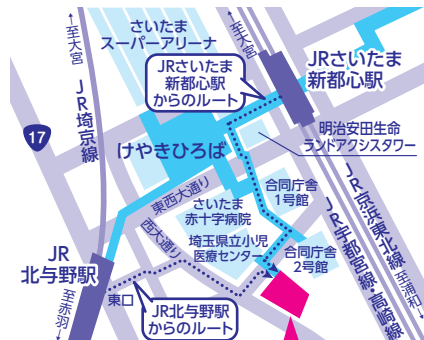 さいたま
スーパーアリーナ
←至大宮
←至大宮
JRさいたま
新都心駅
JRさいたま
新都心駅
からのルート
17
JR埼京線
けやきひろば
明治安田生命
ランドアクシスタワー
東西大通り
西大通り
さいたま
赤十字病院
合同庁舎
1号館
埼玉県立小児
医療センター
合同庁舎
2号館
JR京浜東北線
JR宇都宮線・高崎線
至浦和→
JR
北与野駅
東口
至赤羽→
JR北与野駅
からのルート